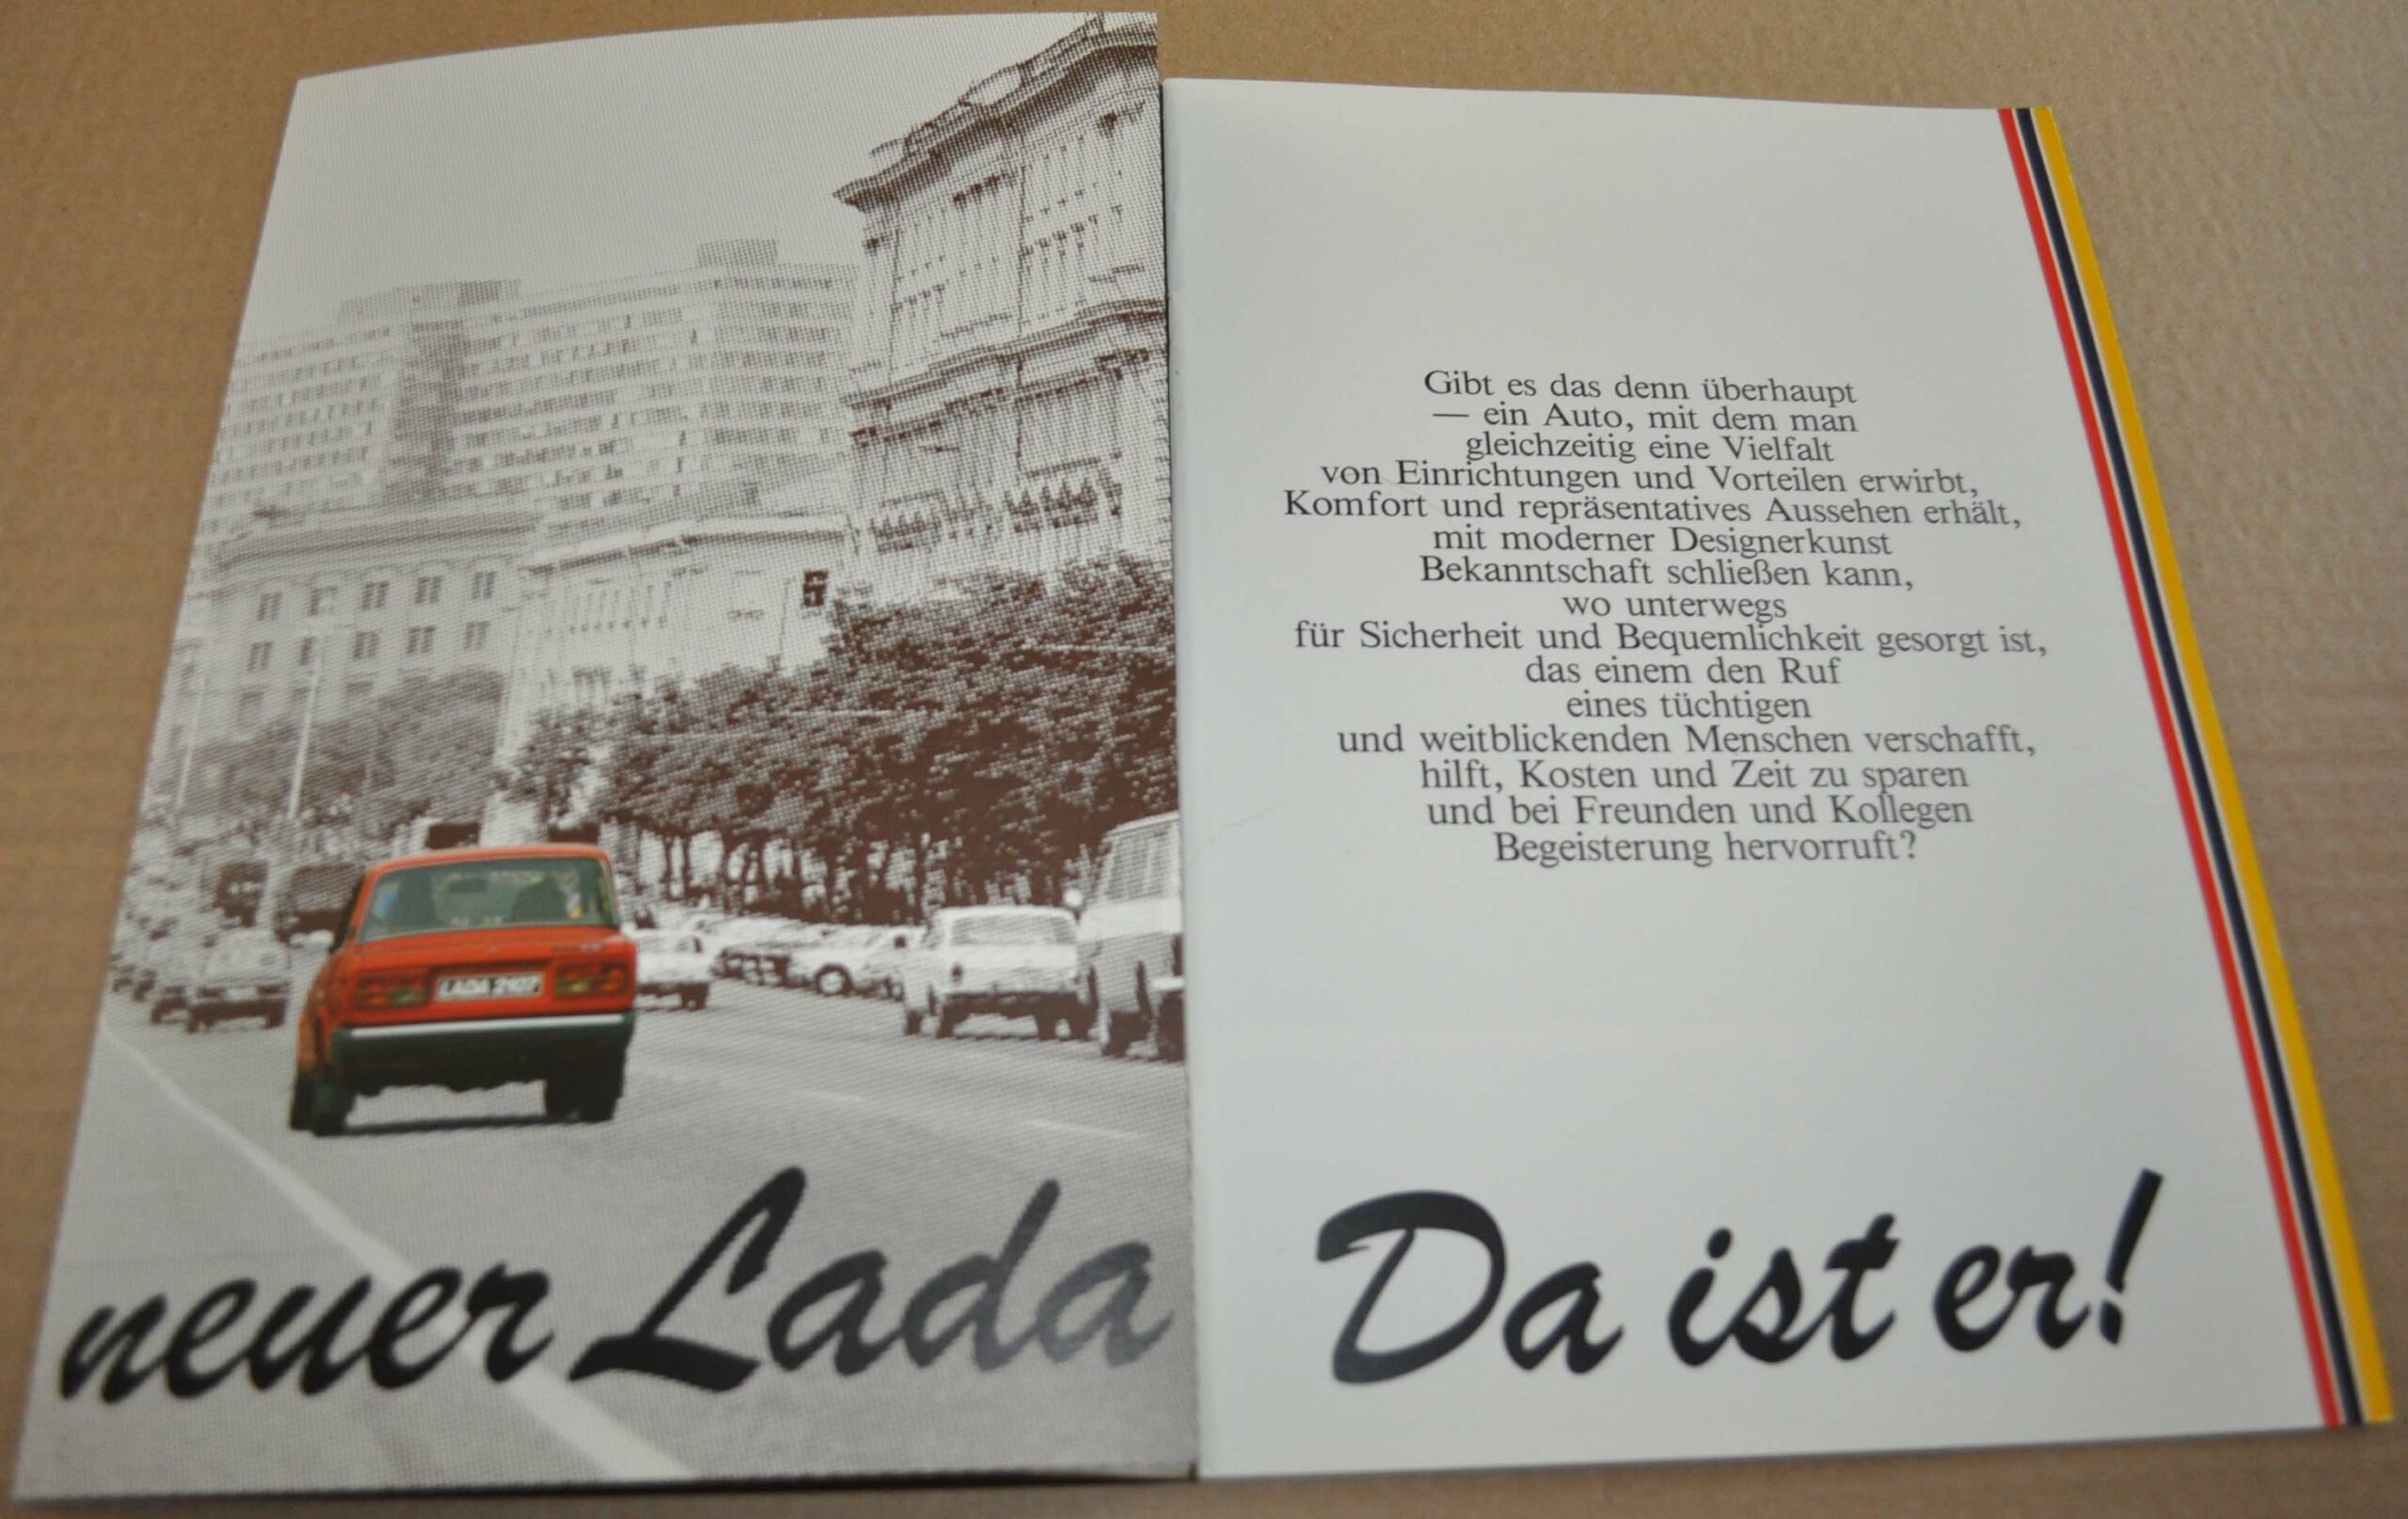 LADA 2107
neuer Lada
Gibt es das denn überhaupt
— ein Auto, mit dem man
gleichzeitig eine Vielfalt
von Einrichtungen und Vorteilen erwirbt,
Komfort und repräsentatives Aussehen erhält,
mit moderner Designerkunst
Bekanntschaft schließen kann,
wo unterwegs
für Sicherheit und Bequemlichkeit gesorgt ist,
das einem den Ruf
eines tüchtigen
und weitblickenden Menschen verschafft,
hilft, Kosten und Zeit zu sparen
und bei Freunden und Kollegen
Begeisterung hervorruft?
Da ist er!